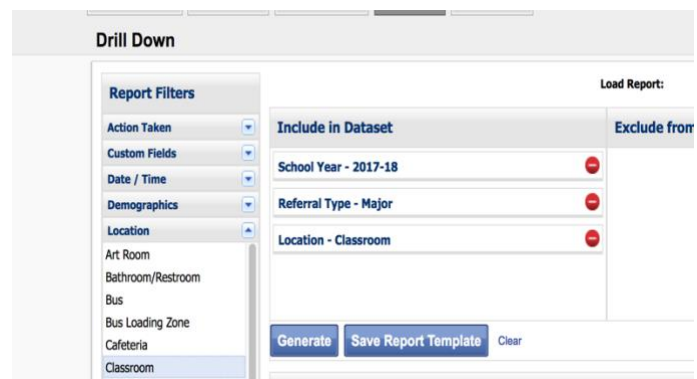 Drill Down
Load Report:
Report Filters
Action Taken
Custom Fields
Date / Time
Demographics
Location
Art Room
Bathroom/Restroom
Bus
Bus Loading Zone
Cafeteria
Classroom
Include in Dataset
Exclude from
School Year - 2017-18
Referral Type - Major
Location - Classroom
Generate
Save Report Template
Clear